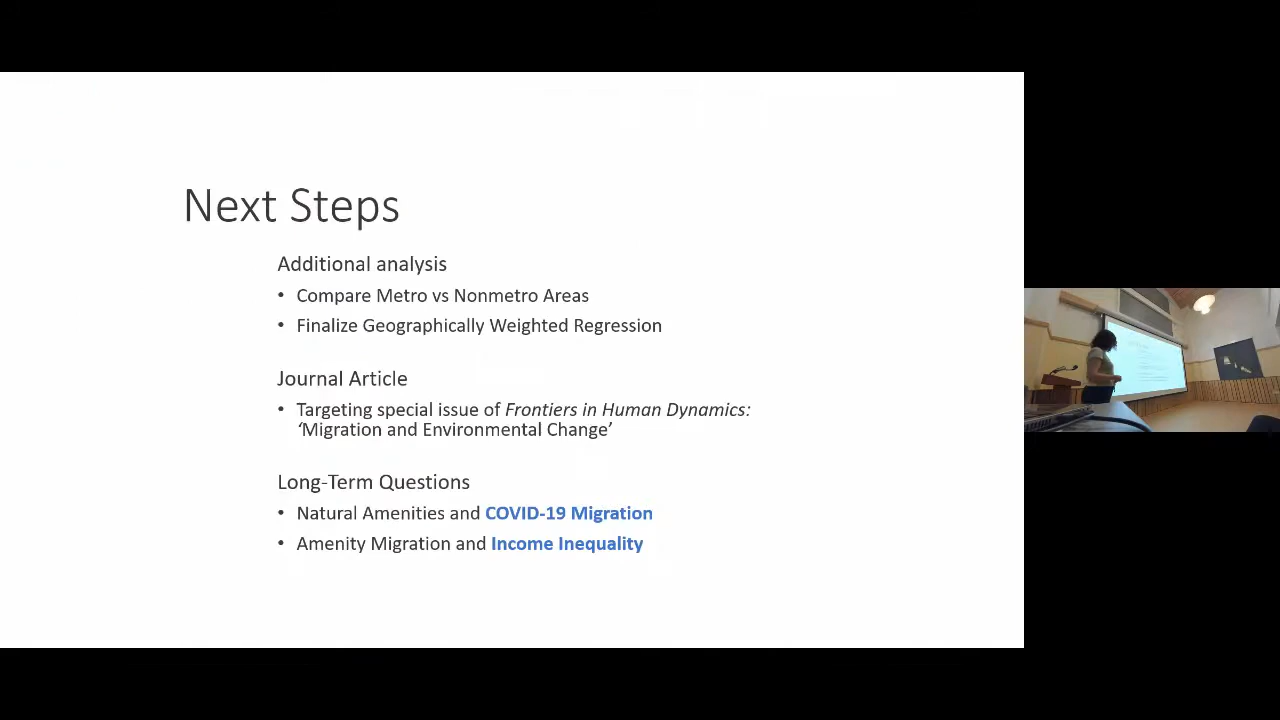 Next Steps
Additional analysis
• Compare Metro vs Nonmetro Areas
• Finalize Geographically Weighted Regression
Journal Article
• Targeting special issue of Frontiers in Human Dynamics:
‘Migration and Environmental Change’
Long-Term Questions
• Natural Amenities and COVID-19 Migration
• Amenity Migration and Income Inequality